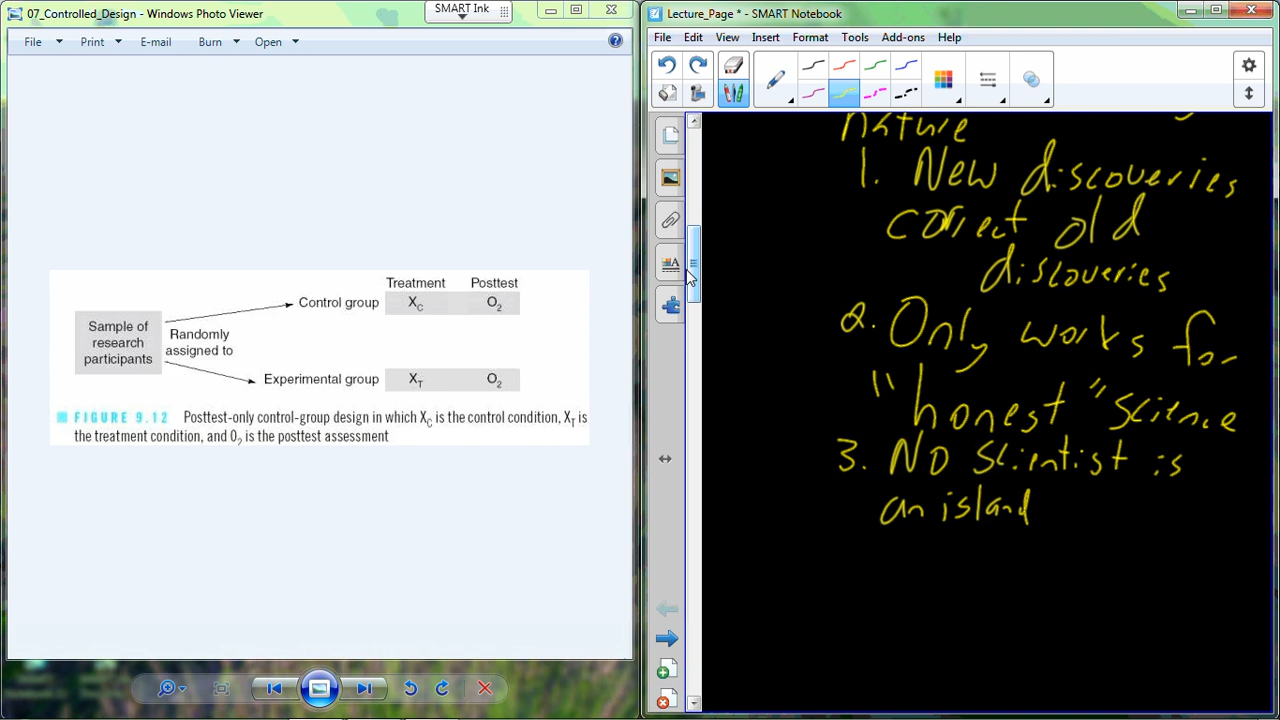 07_Controlled_Design - Windows Photo Viewer
SMART Ink
File Print E-mail Burn Open
Treatment Posttest
Control group XC O2
Sample of research participants
Randomly assigned to
Experimental group XT O2
FIGURE 9.12 Posttest-only control-group design in which XC is the control condition, XT is
the treatment condition, and O2 is the posttest assessment
Lecture_Page * - SMART Notebook
File Edit View Insert Format Tools Add-ons Help
nature
1. New discoveries
correct old
discoveries
2. Only works for
"honest" science
3. No scientist is
an island